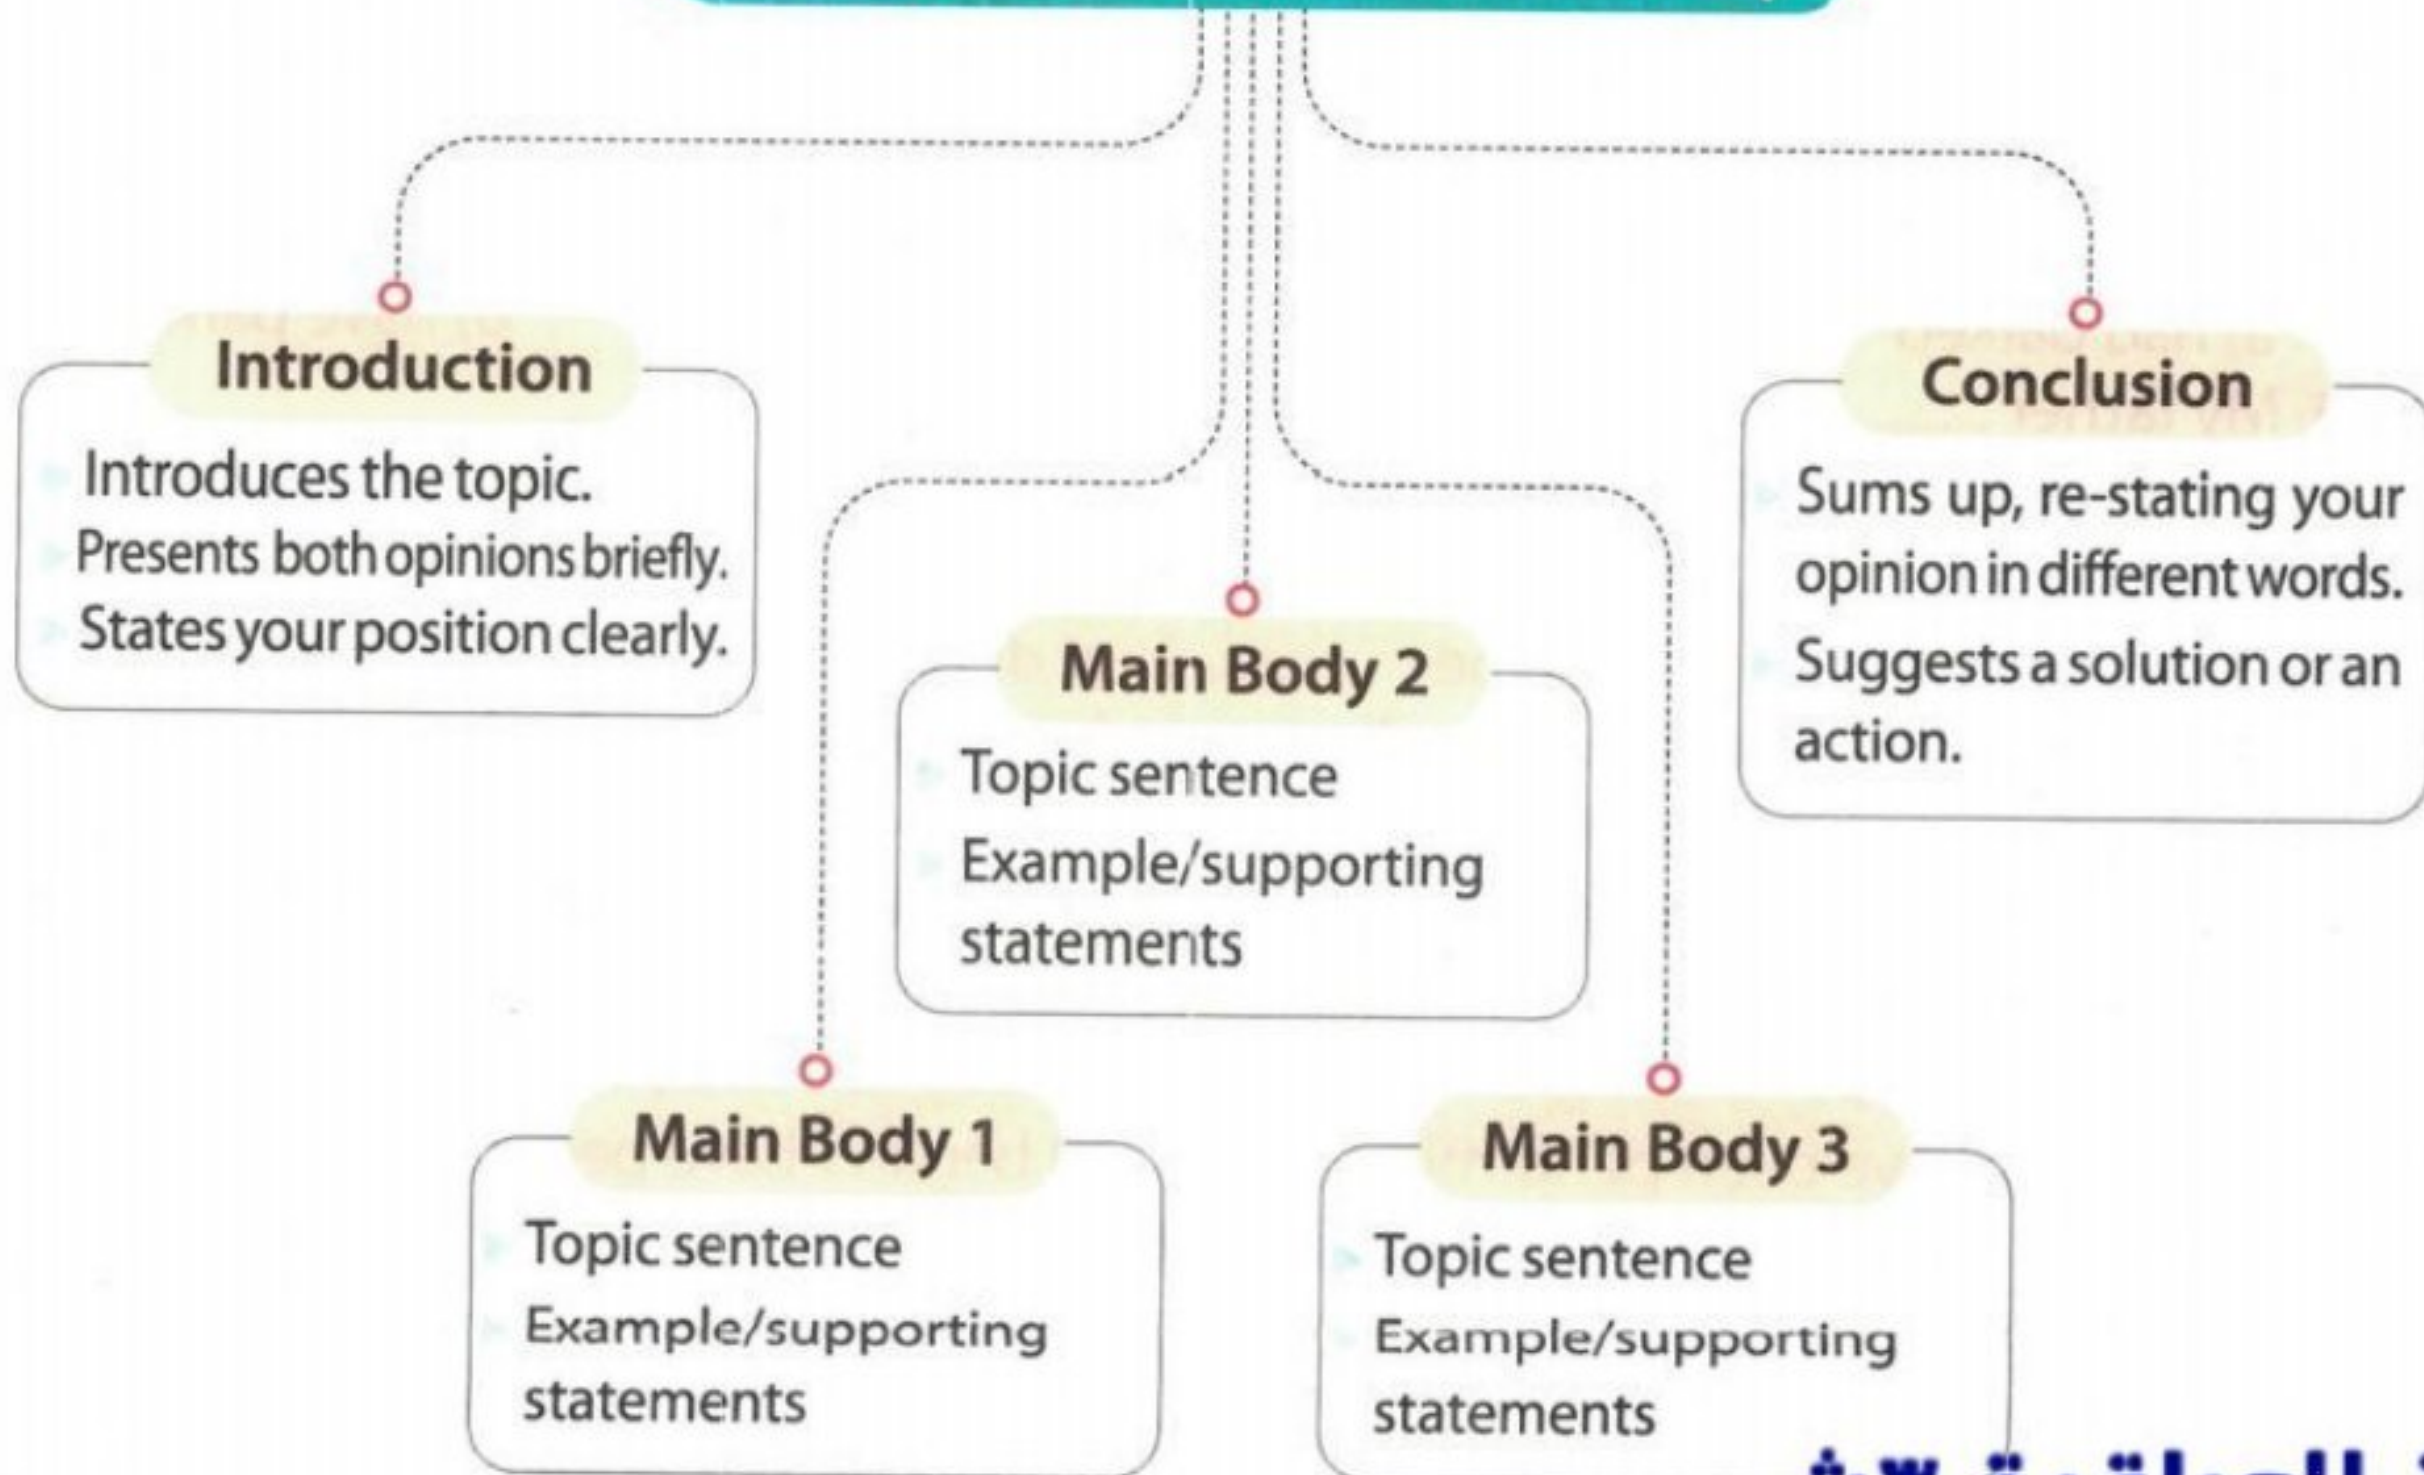 Introduction
Introduces the topic.
Presents both opinions briefly.
States your position clearly.
Conclusion
Sums up, re-stating your
opinion in different words.
Suggests a solution or an
action.
Main Body 2
Topic sentence
Example/supporting
statements
Main Body 1
Topic sentence
Example/supporting
statements
Main Body 3
Topic sentence
Example/supporting
statements